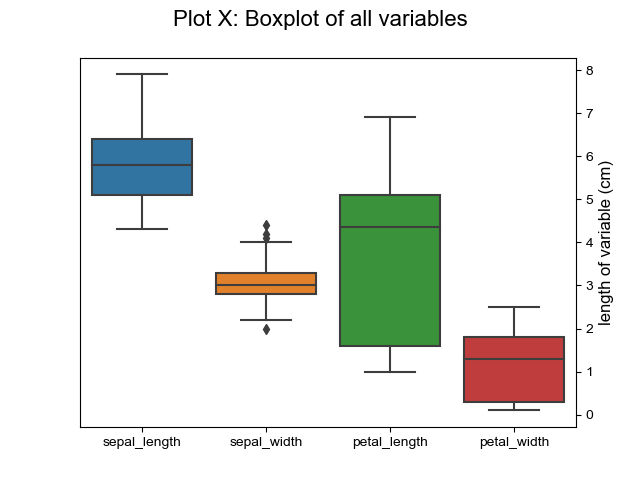 Plot X: Boxplot of all variables
8
7
6
5
4
3
2
1
0
length of variable (cm)
sepal_length
sepal_width
petal_length
petal_width